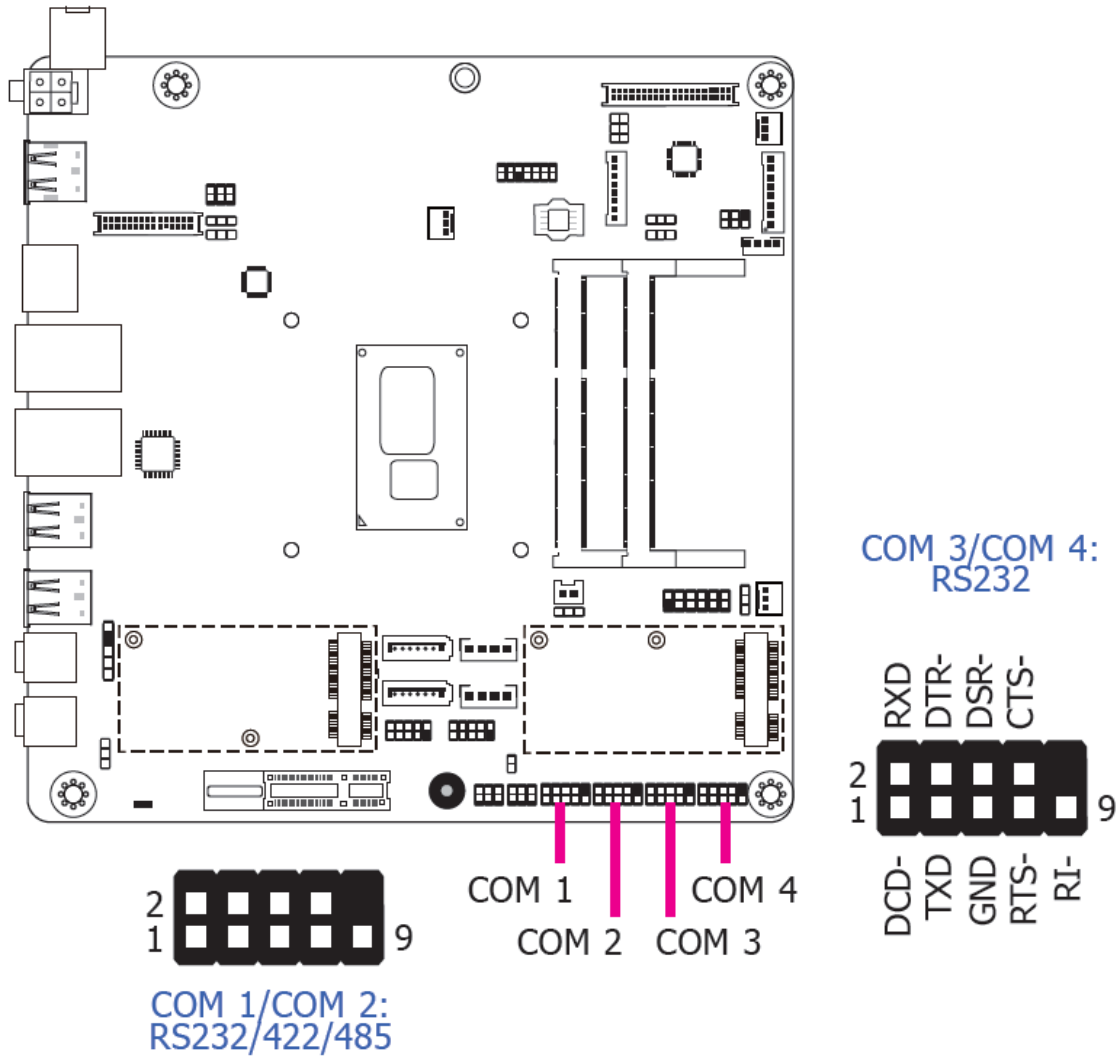 COM 3/COM 4:
RS232
RXD
DTR-
DSR-
CTS-
2
1
9
DCD-
TXD
GND
RTS-
RI-
COM 1
COM 4
COM 2
COM 3
2
1
9
COM 1/COM 2:
RS232/422/485